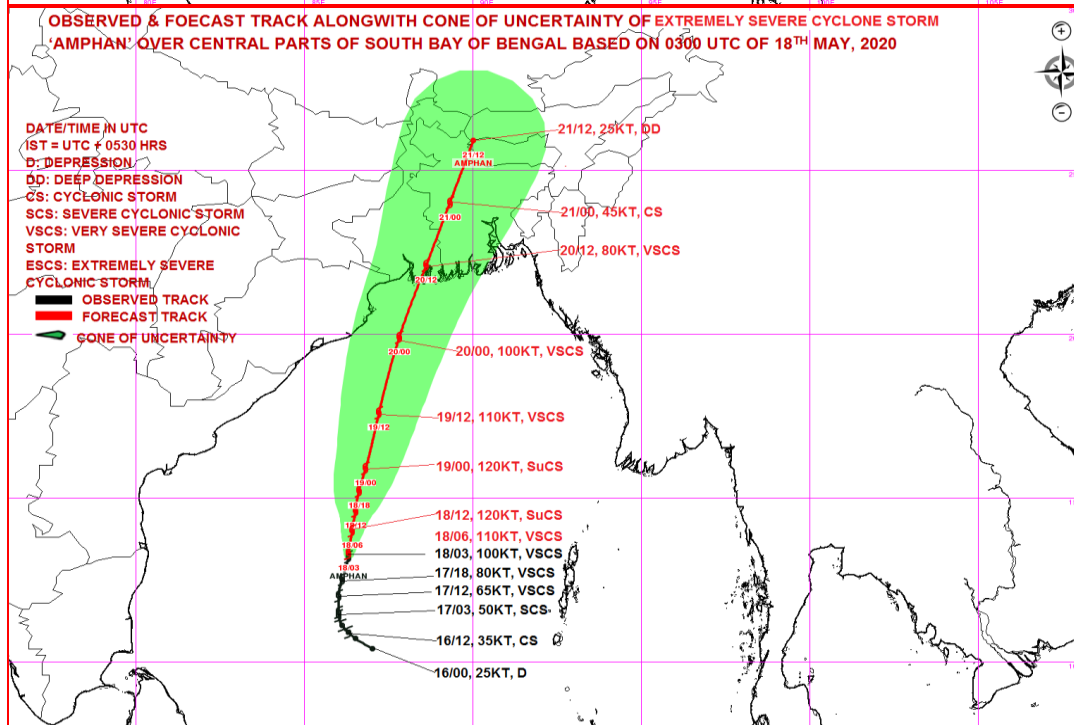 80E 85E 90E 95E 100E 105E
OBSERVED & FOECAST TRACK ALONGWITH CONE OF UNCERTAINTY OF EXTREMELY SEVERE CYCLONE STORM
‘AMPHAN’ OVER CENTRAL PARTS OF SOUTH BAY OF BENGAL BASED ON 0300 UTC OF 18TH MAY, 2020
DATE/TIME IN UTC
IST = UTC + 0530 HRS
D: DEPRESSION
DD: DEEP DEPRESSION
CS: CYCLONIC STORM
SCS: SEVERE CYCLONIC STORM
VSCS: VERY SEVERE CYCLONIC
STORM
ESCS: EXTREMELY SEVERE
CYCLONIC STORM
OBSERVED TRACK
FORECAST TRACK
CONE OF UNCERTAINTY
21/12, 25KT, DD
21/12
AMPHAN
21/00, 45KT, CS
21/00
20/12, 80KT, VSCS
20/12
20/00, 100KT, VSCS
20/00
19/12, 110KT, VSCS
19/12
19/00, 120KT, SuCS
19/00
18/18
18/12, 120KT, SuCS
18/12
18/06, 110KT, VSCS
18/06
18/03, 100KT, VSCS
18/03
AMPHAN
17/18, 80KT, VSCS
17/12, 65KT, VSCS
17/03, 50KT, SCS
16/12, 35KT, CS
16/00, 25KT, D